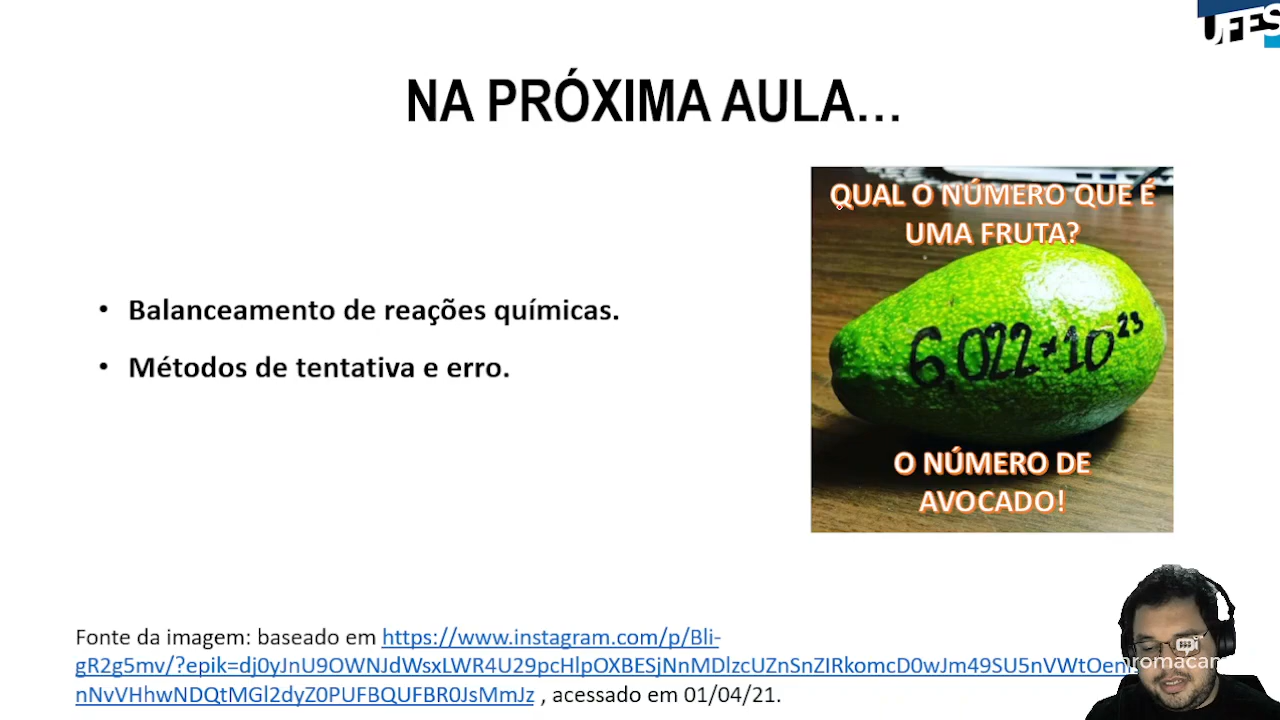 UFES
NA PRÓXIMA AULA...
QUAL O NÚMERO QUE É
UMA FRUTA?
6,022*10²³
O NÚMERO DE
AVOCADO!
• Balanceamento de reações químicas.
• Métodos de tentativa e erro.
Fonte da imagem: baseado em https://www.instagram.com/p/Bli-
gR2g5mv/?epik=dj0yJnU9OWNJdWsxLWR4U29pcHlpOXBESjNnMDlzcUZnSnZIRkomcD0wJm49SU5nVWtOen
nNvVHhwNDQtMGl2dyZ0PUFBQUFBR0JsMmJz , acessado em 01/04/21.